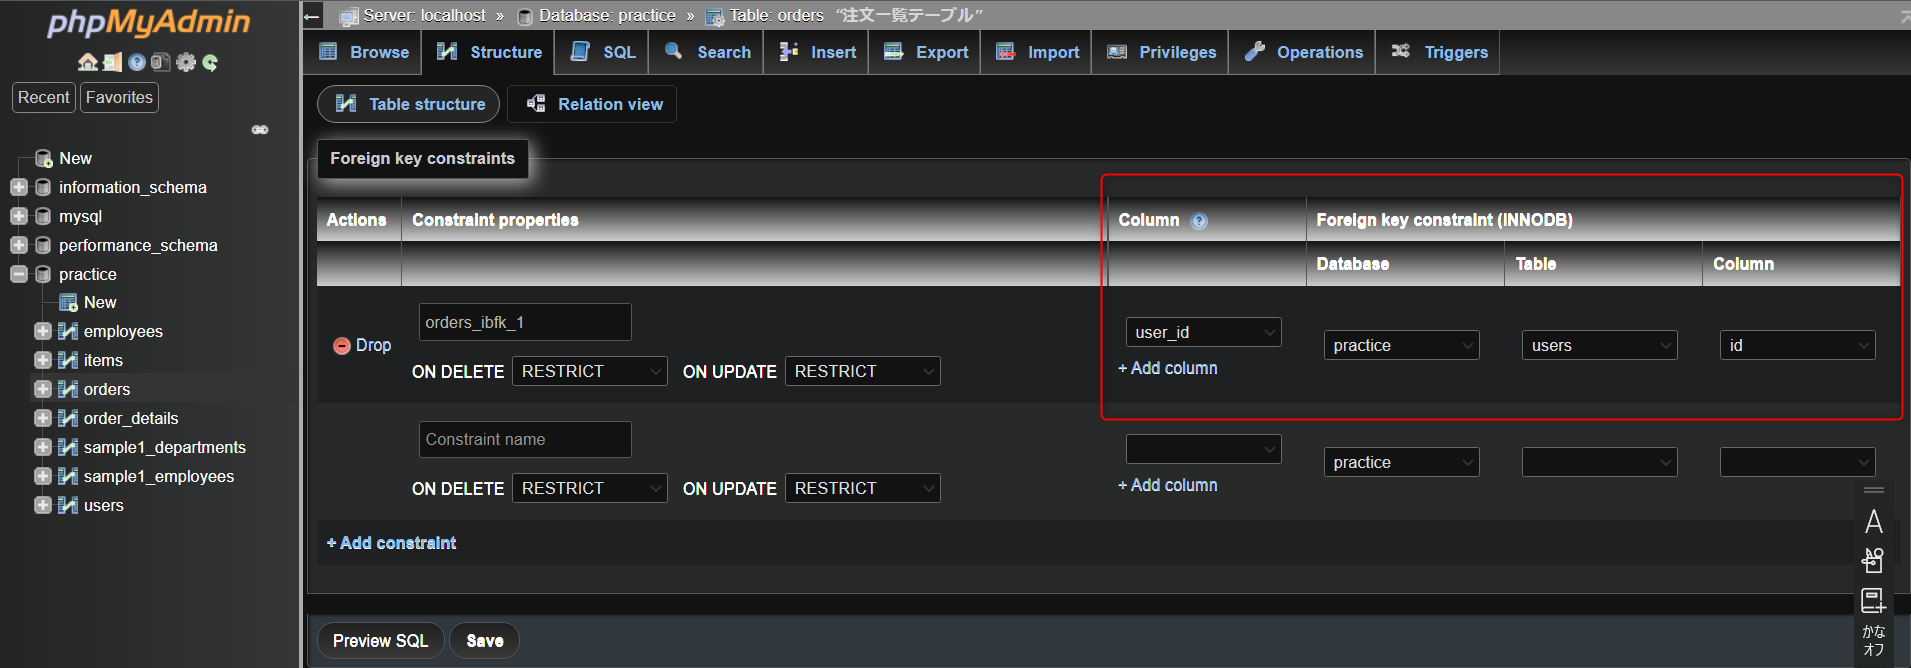 phpMyAdmin
Recent Favorites
New
information_schema
mysql
performance_schema
practice
New
employees
items
orders
order_details
sample1_departments
sample1_employees
users
Server: localhost » Database: practice » Table: orders “注文一覧テーブル”
Browse Structure SQL Search Insert Export Import Privileges Operations Triggers
Table structure Relation view
Foreign key constraints
Actions Constraint properties Column Foreign key constraint (INNODB)
Database Table Column
Drop
orders_ibfk_1
ON DELETE RESTRICT ON UPDATE RESTRICT
user_id
+ Add column
practice users id
Constraint name
ON DELETE RESTRICT ON UPDATE RESTRICT
+ Add column
practice
+ Add constraint
Preview SQL Save
A
かな
オフ